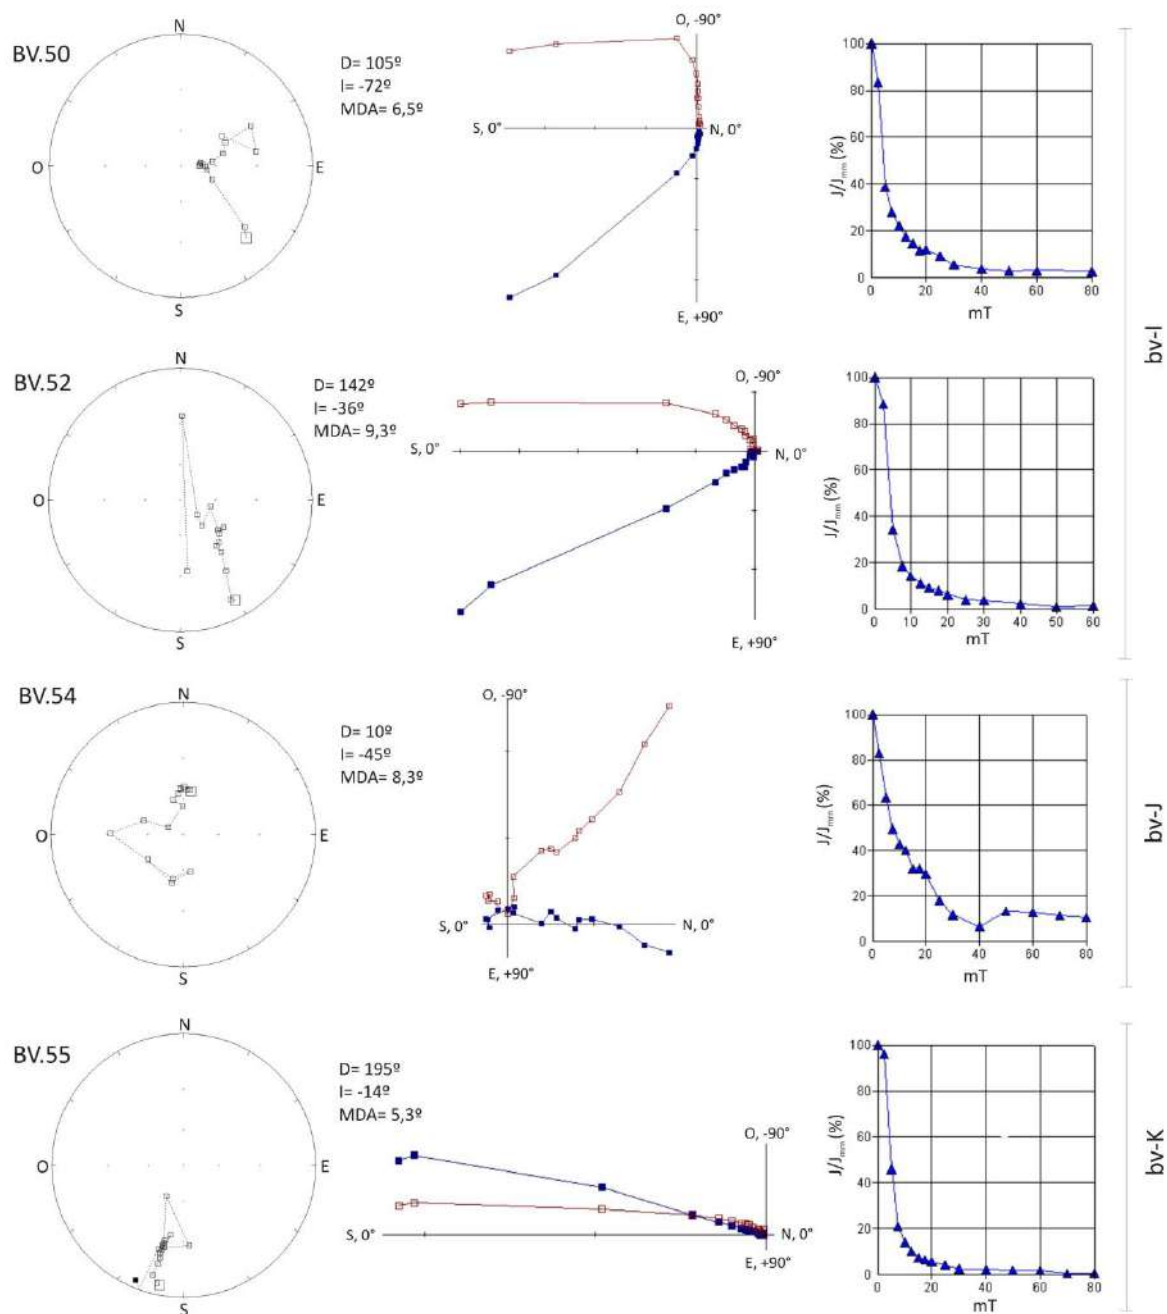 BV.50
N
O
E
S
D= 105º
I= -72º
MDA= 6,5º
O, -90°
S, 0°
N, 0°
E, +90°
J/Jmm (%)
100
80
60
40
20
0
0 20 40 60 80
mT
bv-I
BV.52
N
O
E
S
D= 142º
I= -36º
MDA= 9,3º
O, -90°
S, 0°
N, 0°
E, +90°
J/Jmm (%)
100
80
60
40
20
0
0 10 20 30 40 50 60
mT
BV.54
N
O
E
S
D= 10º
I= -45º
MDA= 8,3º
O, -90°
S, 0°
N, 0°
E, +90°
J/Jmm (%)
100
80
60
40
20
0
0 20 40 60 80
mT
bv-J
BV.55
N
O
E
S
D= 195º
I= -14º
MDA= 5,3º
O, -90°
S, 0°
N, 0°
E, +90°
J/Jmm (%)
100
80
60
40
20
0
0 20 40 60 80
mT
bv-K